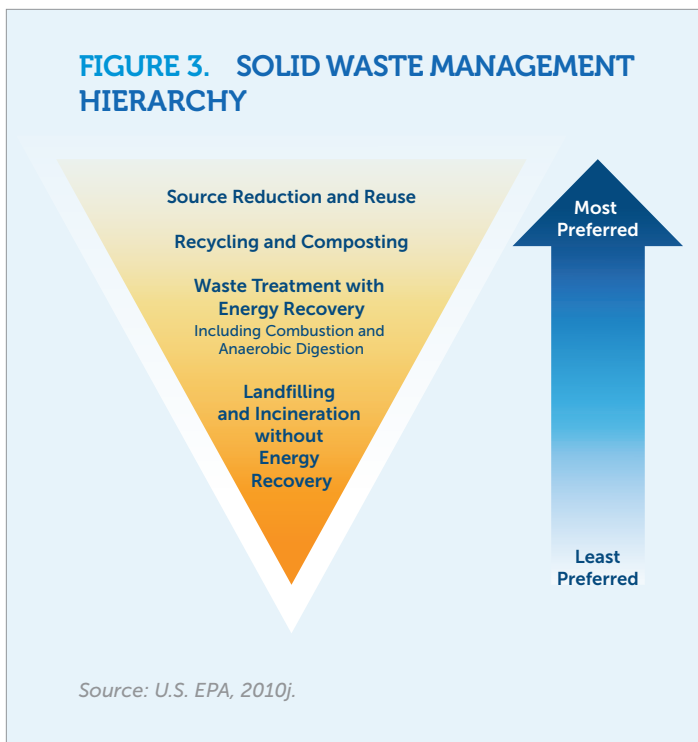 FIGURE 3. SOLID WASTE MANAGEMENT
HIERARCHY
Source Reduction and Reuse
Recycling and Composting
Waste Treatment with
Energy Recovery
Including Combustion and
Anaerobic Digestion
Landfilling
and Incineration
without
Energy
Recovery
Most
Preferred
Least
Preferred
Source: U.S. EPA, 2010j.